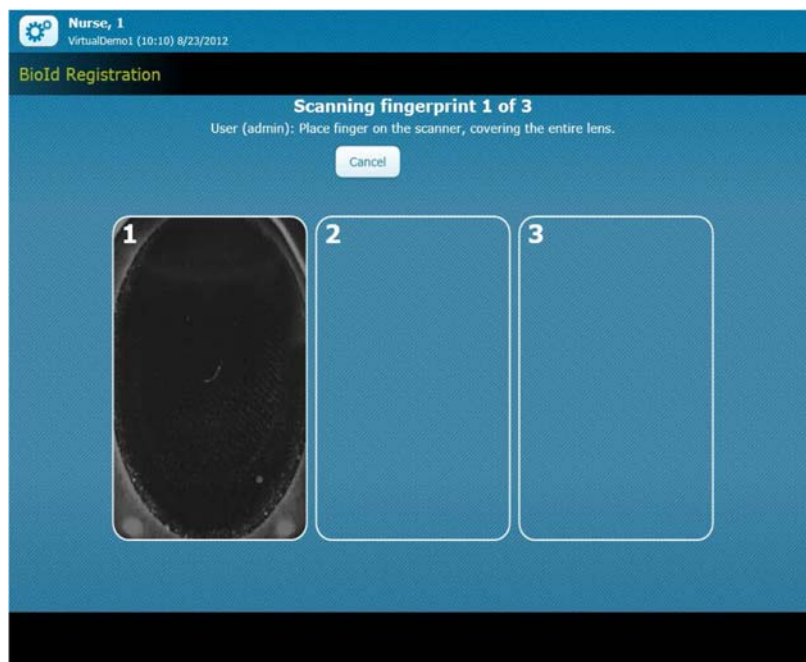 Nurse, 1
VirtualDemo1 (10:10) 8/23/2012
BioId Registration
Scanning fingerprint 1 of 3
User (admin): Place finger on the scanner, covering the entire lens.
Cancel
1
2
3